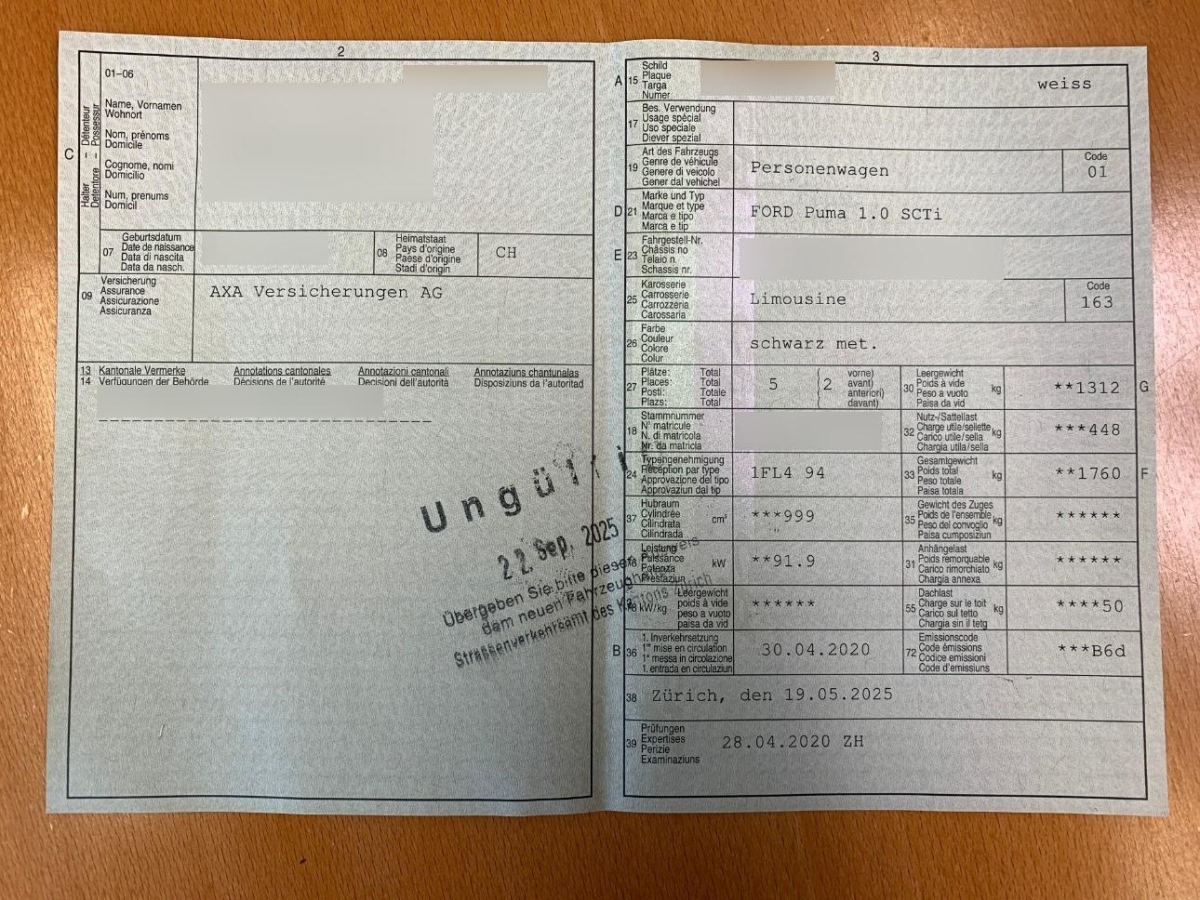 2
C
Halter – Détenteur
Detentore – Possessur
01-06
Name, Vornamen
Wohnort
Nom, prénoms
Domicile
Cognome, nomi
Domicilio
Num, prenums
Domicil
07
Geburtsdatum
Date de naissance
Data di nascita
Data da nasch.
08
Heimatstaat
Pays d'origine
Paese d'origine
Stadi d'origin
CH
09
Versicherung
Assurance
Assicurazione
Assicuranza
AXA Versicherungen AG
13 Kantonale Vermerke Annotations cantonales Annotazioni cantonali Annotaziuns chantunalas
14 Verfügungen der Behörde Décisions de l'autorité Decisioni dell'autorità Disposiziuns da l'autoritad
22. Sep. 2025
Übergeben Sie bitte diesen
dem neuen Fahrzeughalter
Strassenverkehrsamt des Kantons Zürich
3
A 15
Schild
Plaque
Targa
Numer
weiss
17
Bes. Verwendung
Usage spécial
Uso speciale
Diever spezial
19
Art des Fahrzeugs
Genre de véhicule
Genere di veicolo
Gener dal vehichel
Personenwagen
Code
01
D 21
Marke und Typ
Marque et type
Marca e tipo
Marca e tip
FORD Puma 1.0 SCTi
E 23
Fahrgestell-Nr.
Châssis no
Telaio n.
Schassis nr.
25
Karosserie
Carrosserie
Carrozzeria
Carossaria
Limousine
Code
163
26
Farbe
Couleur
Colore
Colur
schwarz met.
27
Plätze: Total
Places: Total
Posti: Totale
Plazs: Total
5 (2 vorne)
avant)
anteriori)
davant)
30
Leergewicht
Poids à vide
Peso a vuoto
Paisa da vid
kg
**1312 G
18
Stammnummer
N° matricule
N. di matricola
Nr. da matricla
32
Nutz-/Sattellast
Charge utile/sellette
Carico utile/sella
Chargia utila/sella
kg
***448
24
Typengenehmigung
Réception par type
Approvazione del tipo
Approvaziun dal tip
1FL4 94
33
Gesamtgewicht
Poids total
Peso totale
Paisa totala
kg
**1760 F
37
Hubraum
Cylindrée
Cilindrata
Cilindrada
cm³
***999
35
Gewicht des Zuges
Poids de l'ensemble
Peso del convoglio
Paisa cumposiziun
kg
******
Leistung
Puissance
Potenza
Prestaziun
kW
**91.9
31
Anhängelast
Poids remorquable
Carico rimorchiato
Chargia annexa
kg
******
kW/kg
Leergewicht
poids à vide
peso a vuoto
paisa da vid
******
55
Dachlast
Charge sur le toit
Carico sul tetto
Chargia sin il tetg
kg
****50
B 36
1. Inverkehrsetzung
1re mise en circulation
1a messa in circolazione
1. entrada en circulaziun
30.04.2020
72
Emissionscode
Code émissions
Codice emissioni
Code d'emissiuns
***B6d
38
Zürich, den 19.05.2025
39
Prüfungen
Expertises
Perizie
Examinaziuns
28.04.2020 ZH